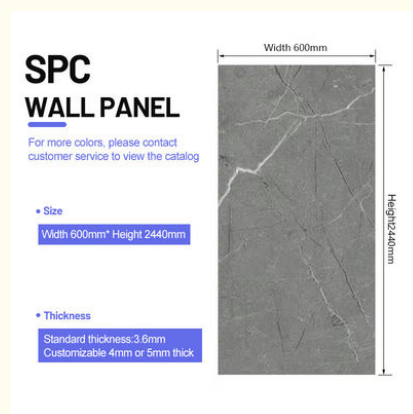 Width 600mm
SPC
WALL PANEL
For more colors, please contact
customer service to view the catalog
• Size
Width 600mm* Height 2440mm
Height2440mm
• Thickness
Standard thickness:3.6mm
Customizable 4mm or 5mm thick